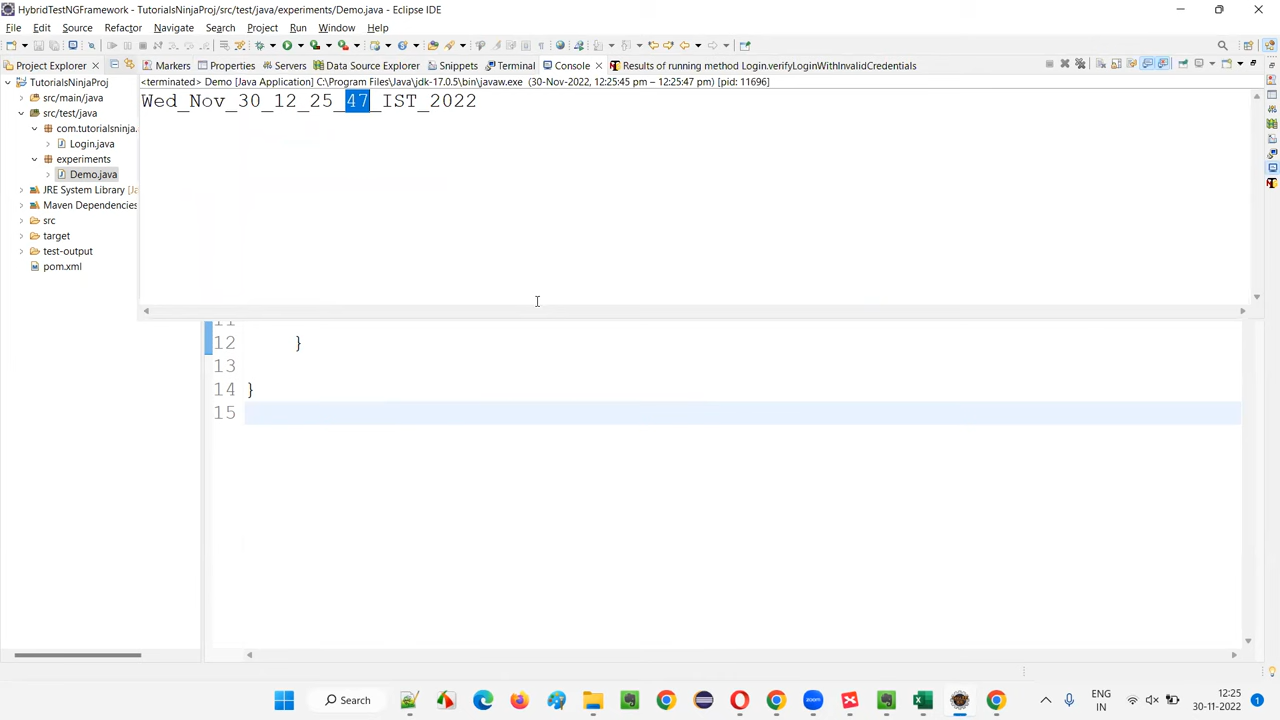 HybridTestNGFramework - TutorialsNinjaProj/src/test/java/experiments/Demo.java - Eclipse IDE
File Edit Source Refactor Navigate Search Project Run Window Help
Project Explorer
Markers Properties Servers Data Source Explorer Snippets Terminal Console Results of running method Login.verifyLoginWithInvalidCredentials
<terminated> Demo [Java Application] C:\Program Files\Java\jdk-17.0.5\bin\javaw.exe (30-Nov-2022, 12:25:45 pm – 12:25:47 pm) [pid: 11696]
Wed_Nov_30_12_25_47_IST_2022
TutorialsNinjaProj
src/main/java
src/test/java
com.tutorialsninja.
Login.java
experiments
Demo.java
JRE System Library [Ja
Maven Dependencies
src
target
test-output
pom.xml
11
12 }
13
14 }
15
Search
zoom
ENG
IN
12:25
30-11-2022
1